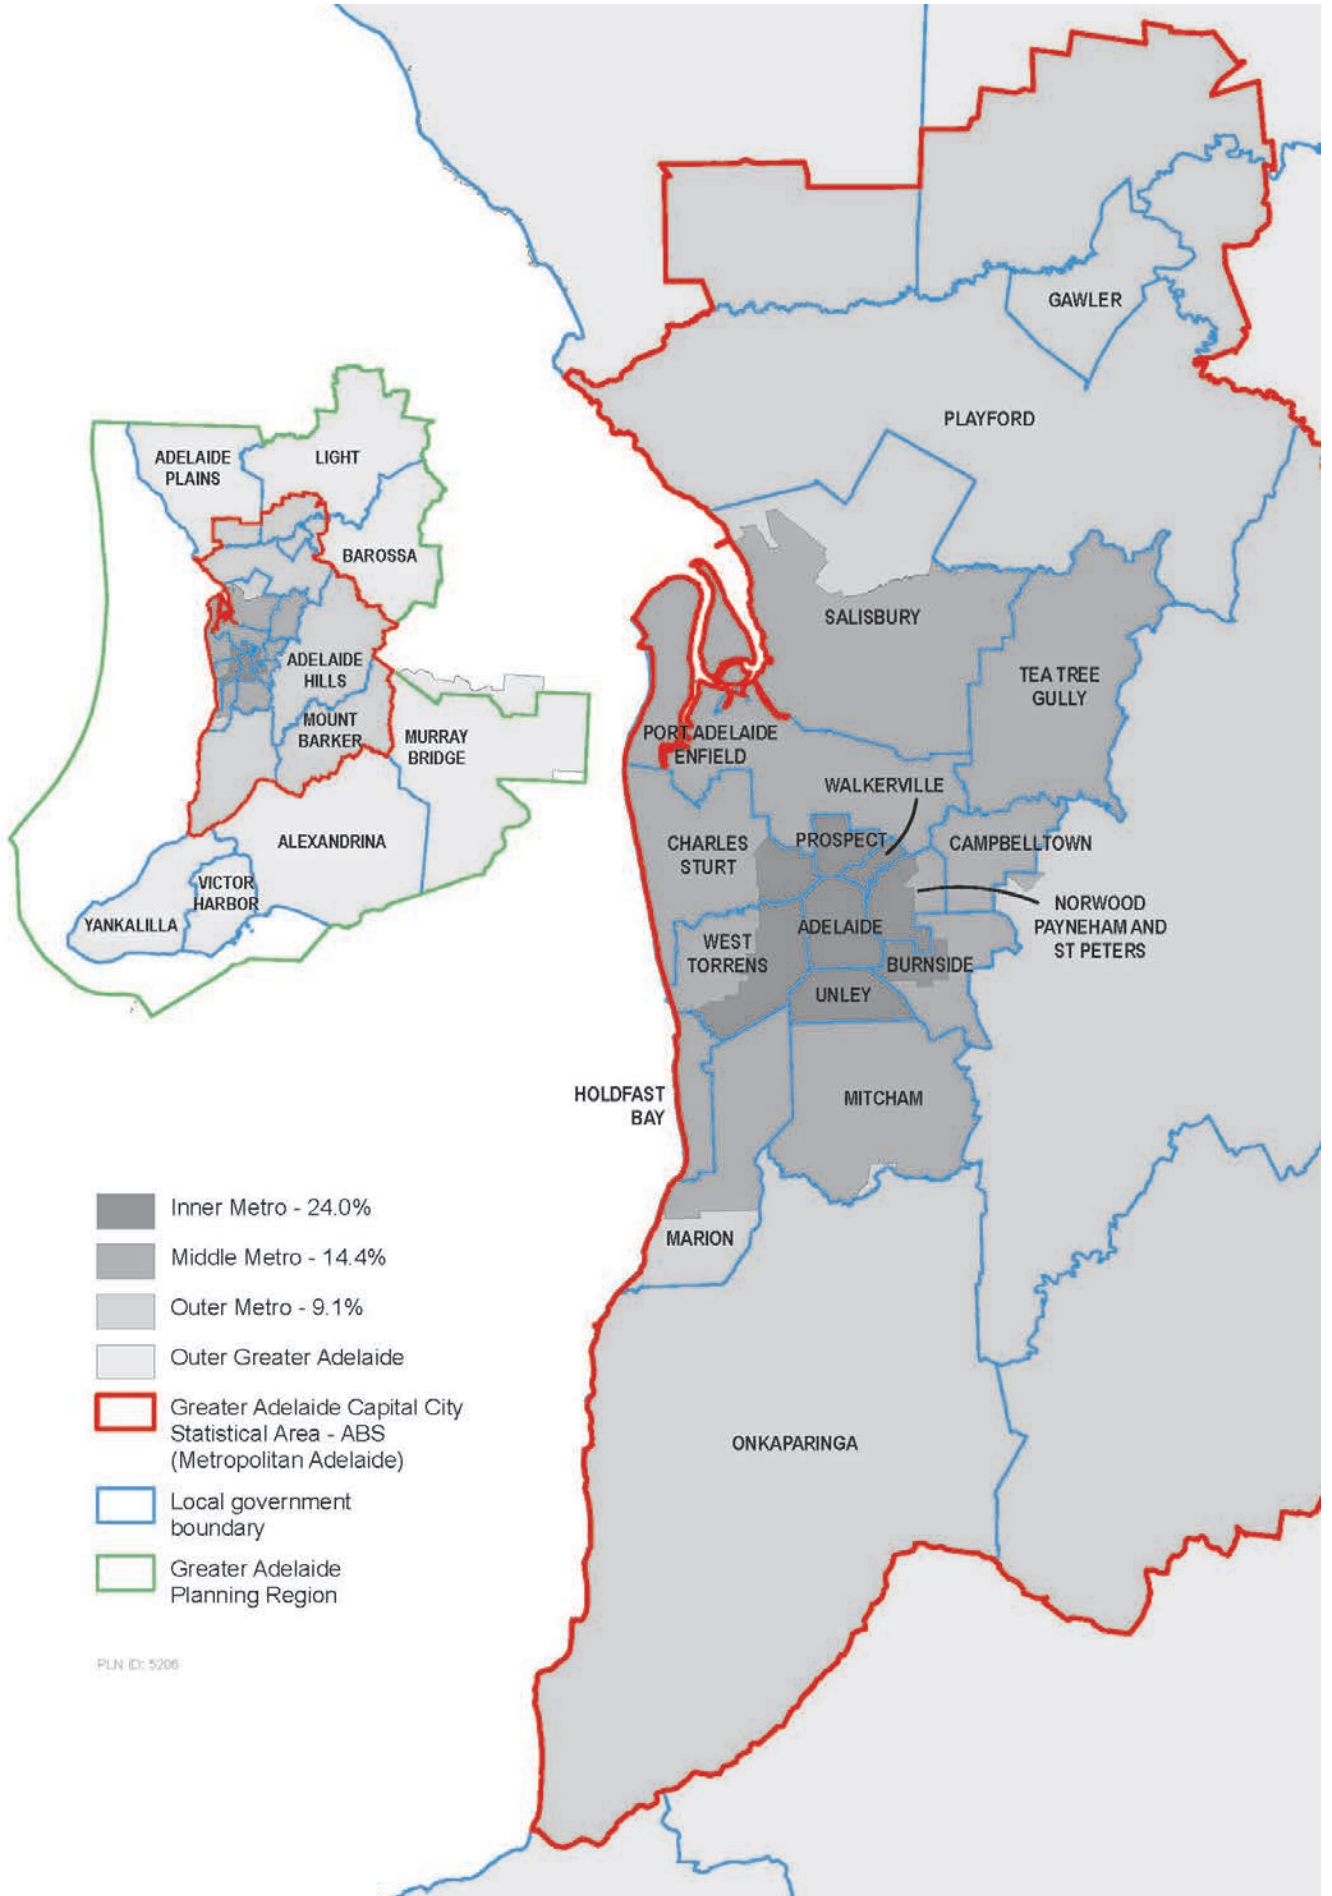 GAWLER
PLAYFORD
ADELAIDE
PLAINS
LIGHT
BAROSSA
ADELAIDE
HILLS
MOUNT
BARKER
MURRAY
BRIDGE
ALEXANDRINA
VICTOR
HARBOR
YANKALILLA
SALISBURY
TEA TREE
GULLY
PORT ADELAIDE
ENFIELD
WALKERVILLE
PROSPECT
CAMPBELLTOWN
CHARLES
STURT
NORWOOD
PAYNEHAM AND
ST PETERS
ADELAIDE
WEST
TORRENS
BURNSIDE
UNLEY
HOLDFAST
BAY
MITCHAM
MARION
ONKAPARINGA
Inner Metro - 24.0%
Middle Metro - 14.4%
Outer Metro - 9.1%
Outer Greater Adelaide
Greater Adelaide Capital City
Statistical Area - ABS
(Metropolitan Adelaide)
Local government
boundary
Greater Adelaide
Planning Region
PLN ID: 5206